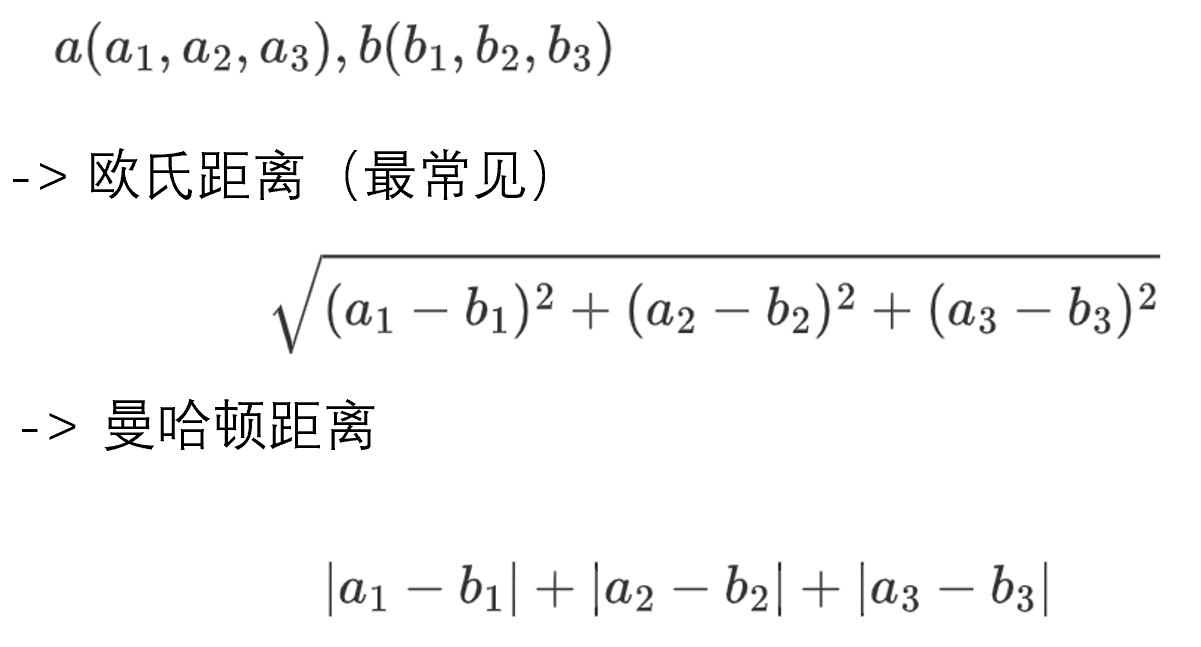 a(a₁, a₂, a₃), b(b₁, b₂, b₃)
-> 欧氏距离（最常见）
√((a₁ − b₁)² + (a₂ − b₂)² + (a₃ − b₃)²)
-> 曼哈顿距离
|a₁ − b₁| + |a₂ − b₂| + |a₃ − b₃|